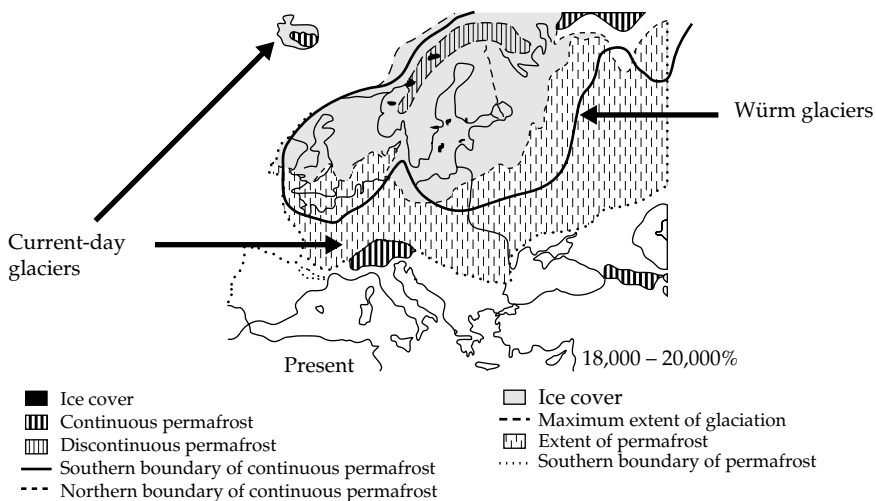 Würm glaciers
Current-day
glaciers
Present
18,000 – 20,000%
Ice cover
Continuous permafrost
Discontinuous permafrost
Southern boundary of continuous permafrost
Northern boundary of continuous permafrost
Ice cover
Maximum extent of glaciation
Extent of permafrost
Southern boundary of permafrost